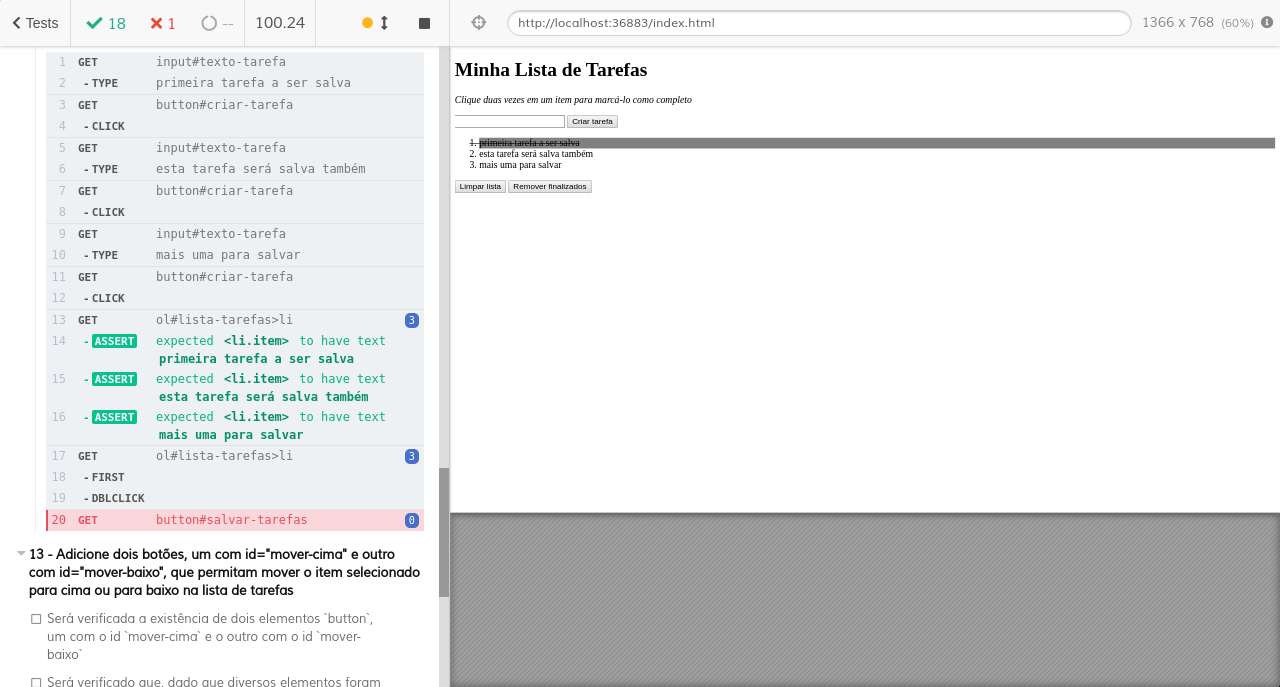 Tests 18 1 -- 100.24
http://localhost:36883/index.html 1366 x 768 (60%)
1 GET input#texto-tarefa
2 -TYPE primeira tarefa a ser salva
3 GET button#criar-tarefa
4 -CLICK
5 GET input#texto-tarefa
6 -TYPE esta tarefa será salva também
7 GET button#criar-tarefa
8 -CLICK
9 GET input#texto-tarefa
10 -TYPE mais uma para salvar
11 GET button#criar-tarefa
12 -CLICK
13 GET ol#lista-tarefas>li 3
14 -ASSERT expected <li.item> to have text
primeira tarefa a ser salva
15 -ASSERT expected <li.item> to have text
esta tarefa será salva também
16 -ASSERT expected <li.item> to have text
mais uma para salvar
17 GET ol#lista-tarefas>li 3
18 -FIRST
19 -DBLCLICK
20 GET button#salvar-tarefas 0
13 - Adicione dois botões, um com id="mover-cima" e outro
com id="mover-baixo", que permitam mover o item selecionado
para cima ou para baixo na lista de tarefas
Será verificada a existência de dois elementos `button`,
um com o id `mover-cima` e o outro com o id `mover-
baixo`
Será verificado que, dado que diversos elementos foram
Minha Lista de Tarefas
Clique duas vezes em um item para marcá-lo como completo
Criar tarefa
1. primeira tarefa a ser salva
2. esta tarefa será salva também
3. mais uma para salvar
Limpar lista Remover finalizados